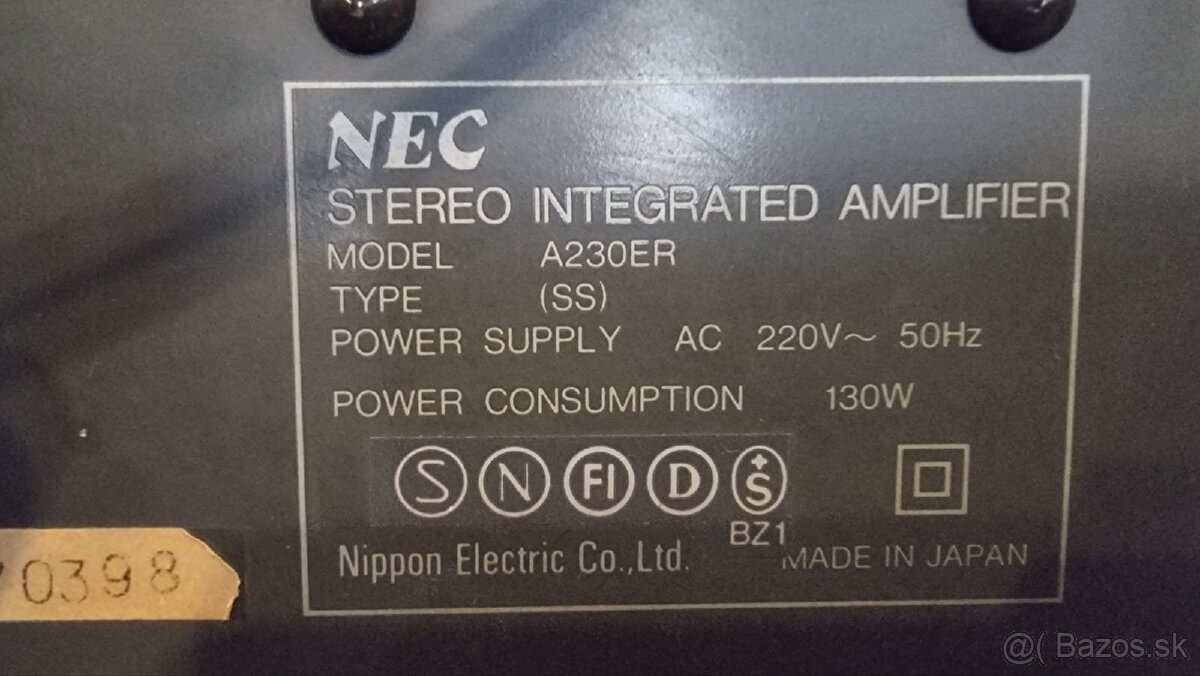 NEC
STEREO INTEGRATED AMPLIFIER
MODEL A230ER
TYPE (SS)
POWER SUPPLY AC 220V~ 50Hz
POWER CONSUMPTION 130W
S N FI D +S
BZ1
Nippon Electric Co.,Ltd. MADE IN JAPAN
0398
@( Bazos.sk